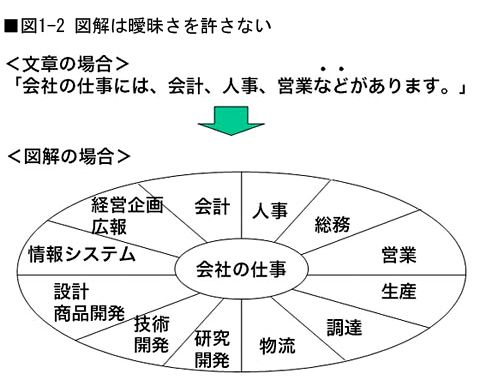 ■図1-2 図解は曖昧さを許さない
＜文章の場合＞
「会社の仕事には、会計、人事、営業などがあります。」
＜図解の場合＞
会社の仕事
会計
人事
総務
営業
生産
調達
物流
研究
開発
技術
開発
設計
商品開発
情報システム
経営企画
広報